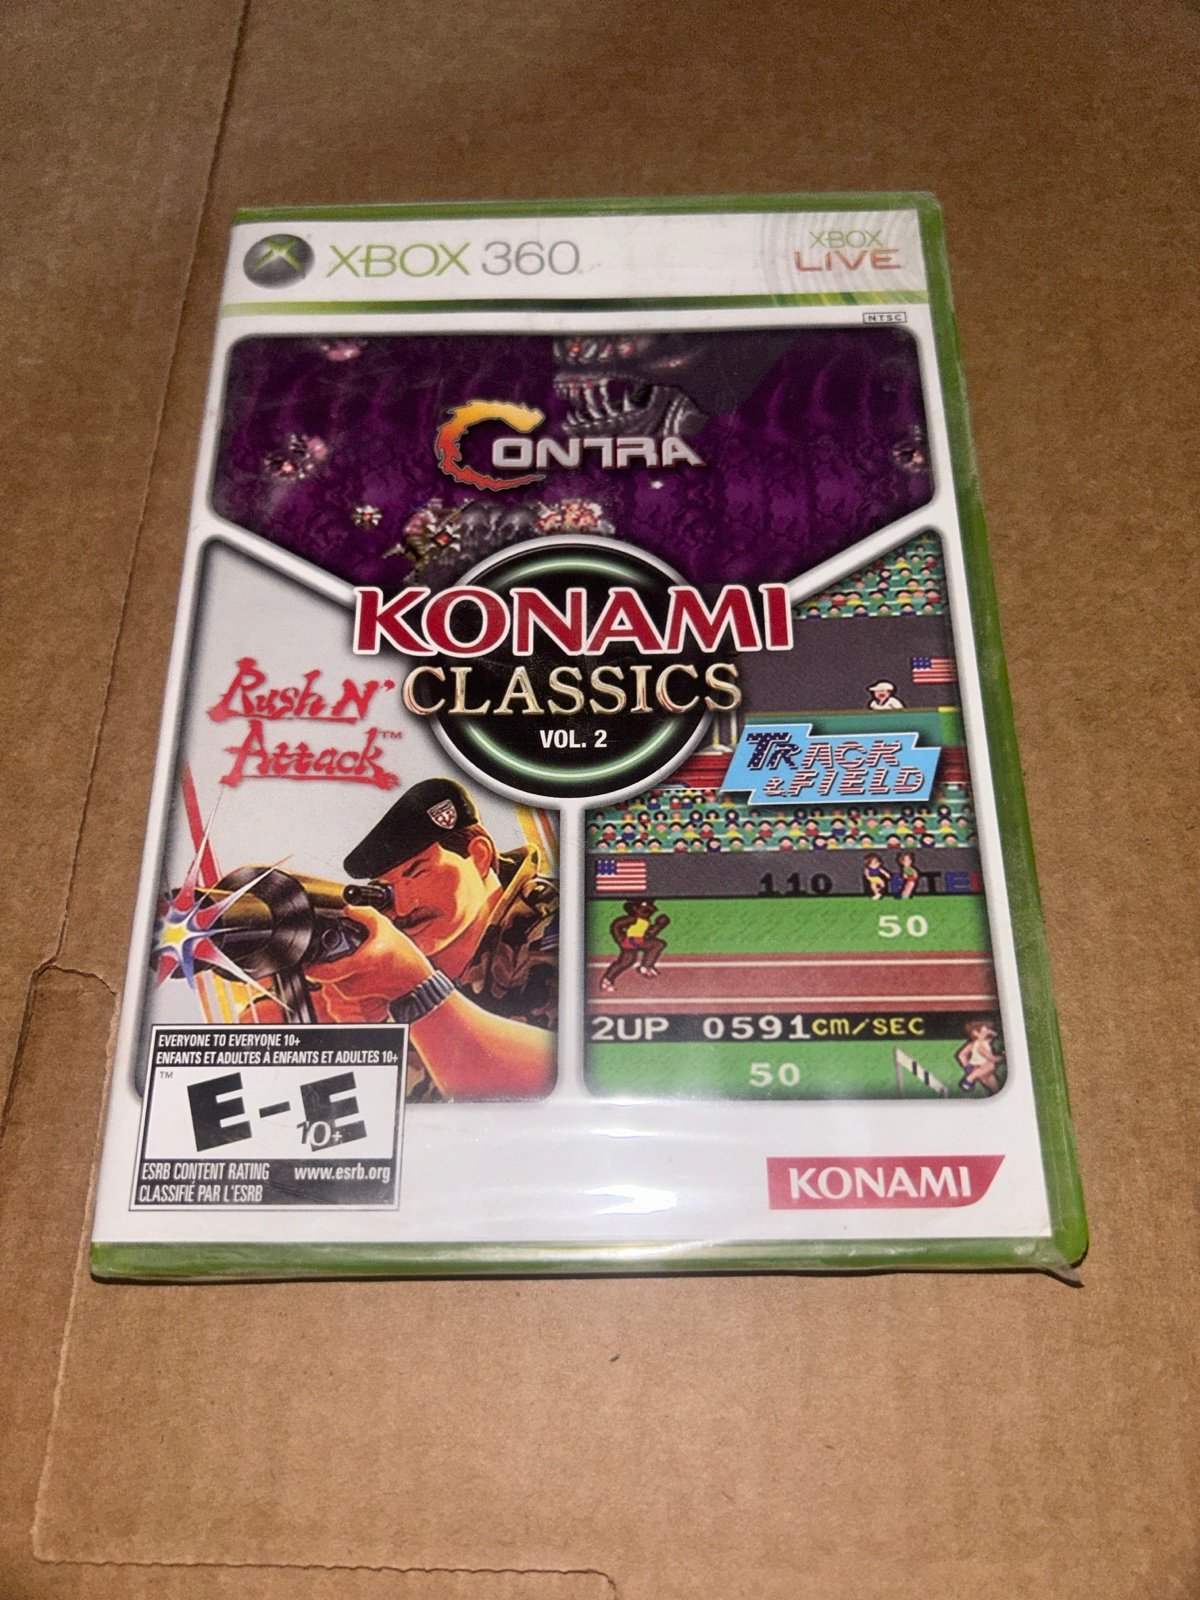 XBOX 360
XBOX
LIVE
NTSC
CONTRA
KONAMI
CLASSICS
VOL. 2
Rush N'
Attack™
TRACK
& FIELD
110
50
2UP 0591CM/SEC
50
EVERYONE TO EVERYONE 10+
ENFANTS ET ADULTES À ENFANTS ET ADULTES 10+
TM
E-E
10+
ESRB CONTENT RATING www.esrb.org
CLASSIFIÉ PAR L'ESRB
KONAMI